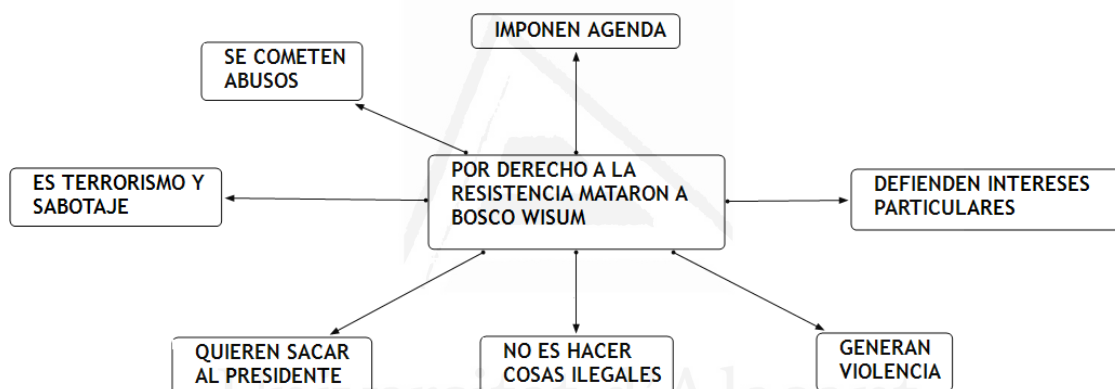 IMPONEN AGENDA
SE COMETEN
ABUSOS
POR DERECHO A LA
RESISTENCIA MATARON A
BOSCO WISUM
ES TERRORISMO Y
SABOTAJE
DEFIENDEN INTERESES
PARTICULARES
QUIEREN SACAR
AL PRESIDENTE
NO ES HACER
COSAS ILEGALES
GENERAN
VIOLENCIA